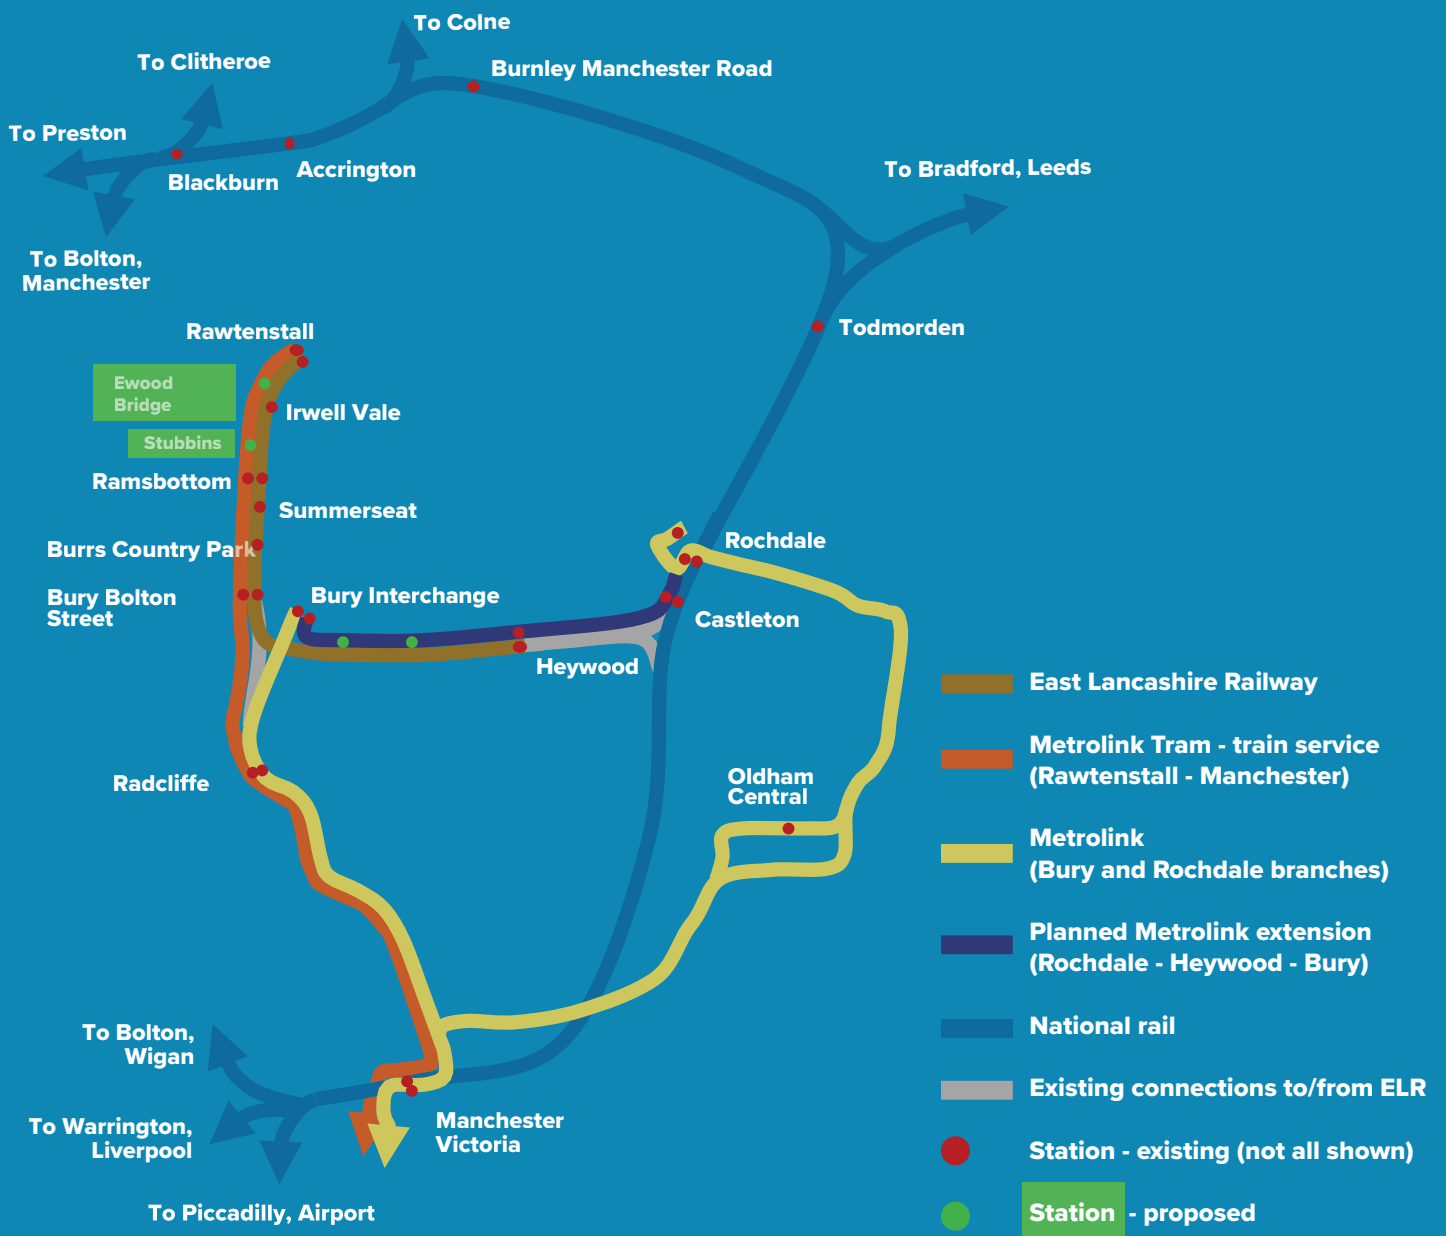 To Colne
To Clitheroe
Burnley Manchester Road
To Preston
Accrington
Blackburn
To Bradford, Leeds
To Bolton,
Manchester
Rawtenstall
Todmorden
Ewood
Bridge
Irwell Vale
Stubbins
Ramsbottom
Summerseat
Rochdale
Burrs Country Park
Bury Bolton
Street
Bury Interchange
Castleton
Heywood
Radcliffe
Oldham
Central
East Lancashire Railway
Metrolink Tram - train service
(Rawtenstall - Manchester)
Metrolink
(Bury and Rochdale branches)
Planned Metrolink extension
(Rochdale - Heywood - Bury)
National rail
Existing connections to/from ELR
Station - existing (not all shown)
Station - proposed
To Bolton,
Wigan
To Warrington,
Liverpool
Manchester
Victoria
To Piccadilly, Airport